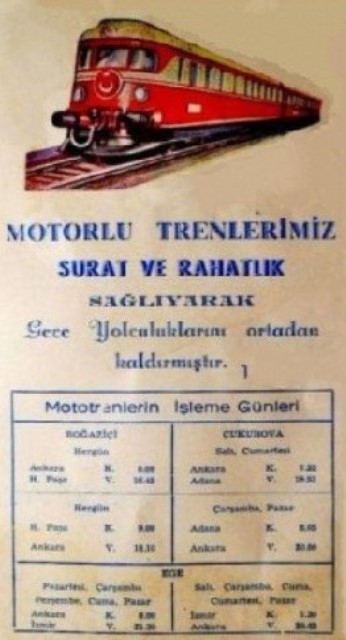 MOTORLU TRENLERİMİZ
SURAT VE RAHATLIK
SAĞLIYARAK
Gece Yolculuklarını ortadan
kaldırmıştır.
Mototrenlerin İşleme Günleri
BOĞAZİÇİ
Hergün
Ankara K.
H. Paşa V.
Hergün
H. Paşa K.
Ankara V.
ÇUKUROVA
Salı, Cumartesi
Ankara K.
Adana V.
Çarşamba, Pazar
Adana K.
Ankara V.
EGE
Pazartesi, Çarşamba
Perşembe, Cuma, Pazar
Ankara K.
İzmir V.
Salı, Çarşamba, Cuma,
Cumartesi, Pazar
İzmir K.
Ankara V.